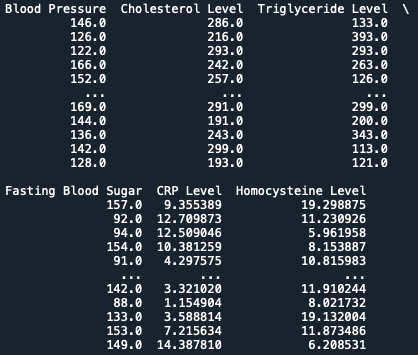 Blood Pressure  Cholesterol Level  Triglyceride Level  \
146.0              286.0               133.0
126.0              216.0               393.0
122.0              293.0               293.0
166.0              242.0               263.0
152.0              257.0               126.0
...                ...                 ...
169.0              291.0               299.0
144.0              191.0               200.0
136.0              243.0               343.0
142.0              299.0               113.0
128.0              193.0               121.0
Fasting Blood Sugar  CRP Level  Homocysteine Level
157.0   9.355389           19.298875
92.0  12.709873           11.230926
94.0  12.509046            5.961958
154.0  10.381259            8.153887
91.0   4.297575           10.815983
...        ...                 ...
142.0   3.321020           11.910244
88.0   1.154904            8.021732
133.0   3.588814           19.132004
153.0   7.215634           11.873486
149.0  14.387810            6.208531